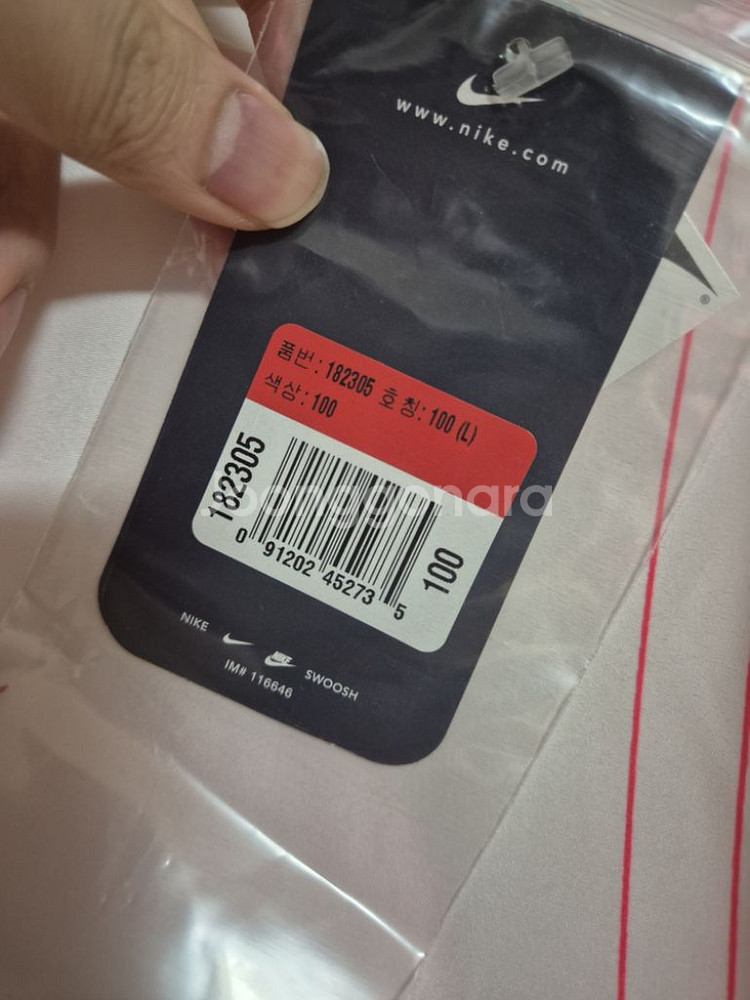 www.nike.com
®
품번 : 182305 호칭: 100 (L)
색상 : 100
182305
0 91202 45273 5
100
NIKE NIKE SWOOSH
IM# 116646